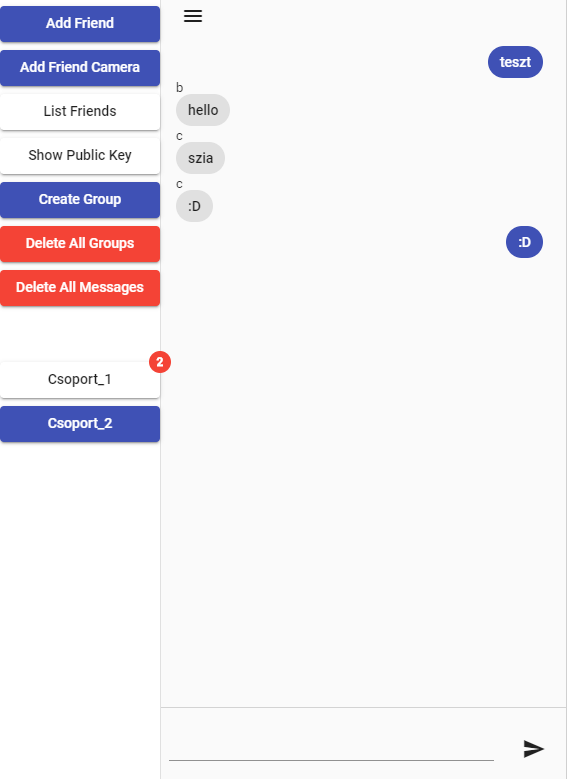 Add Friend
Add Friend Camera
List Friends
Show Public Key
Create Group
Delete All Groups
Delete All Messages
2
Csoport_1
Csoport_2
teszt
b
hello
c
szia
c
:D
:D